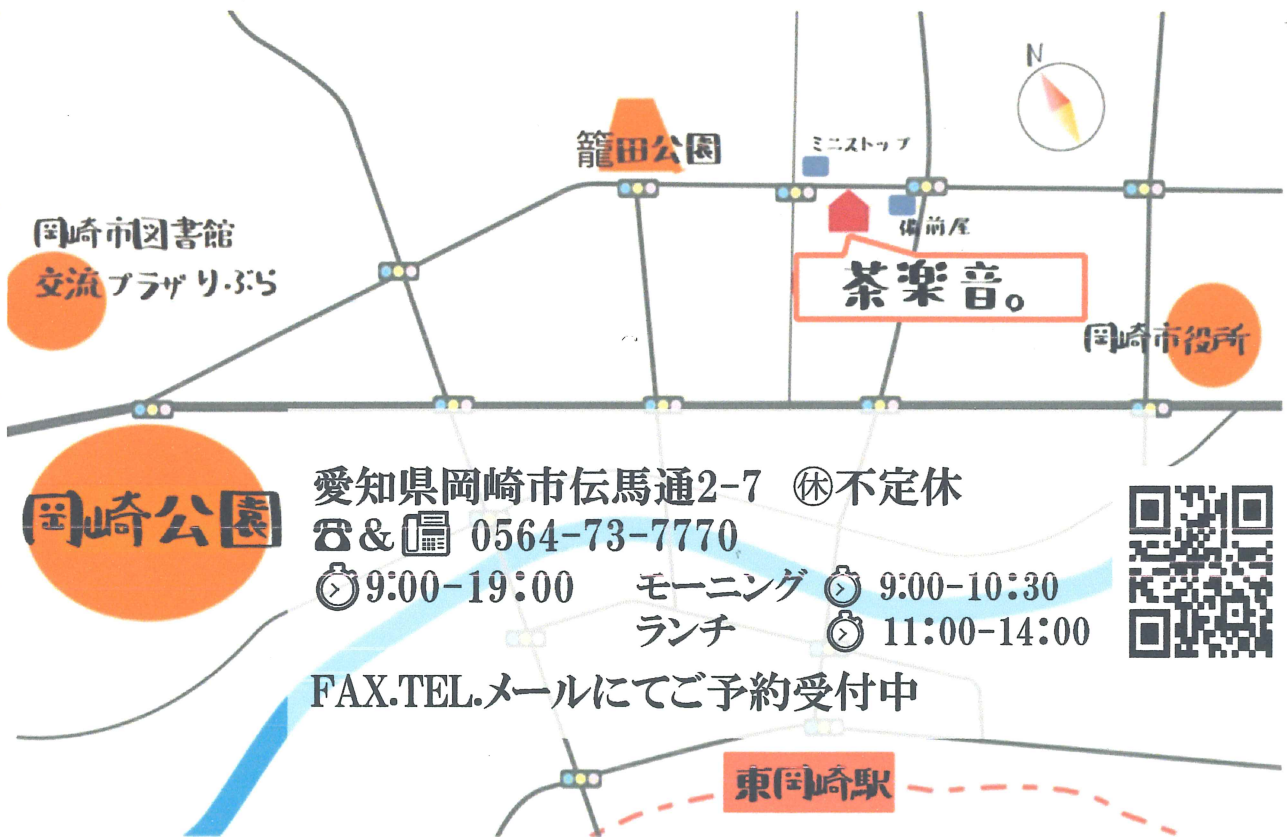 N
籠田公園
ミニストップ
備前屋
茶楽音。
岡崎市図書館
交流プラザりぶら
岡崎市役所
岡崎公園
愛知県岡崎市伝馬通2-7 ㊡不定休
☎& 0564-73-7770
9:00-19:00 モーニング 9:00-10:30
ランチ 11:00-14:00
FAX.TEL.メールにてご予約受付中
東岡崎駅